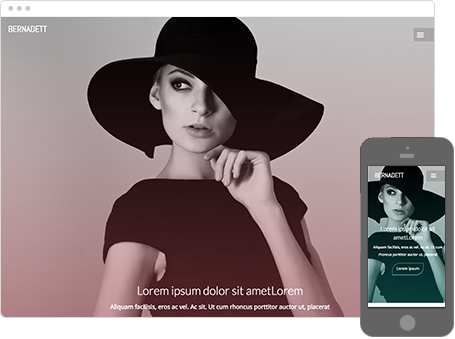 BERNADETT
Lorem ipsum dolor sit ametLorem
Aliquam facilisis, eros ac vel. Ac sit. Ut cum rhoncus porttitor auctor ut, placerat
BERNADETT
Lorem ipsum dolor sit
ametLorem
Aliquam facilisis, eros ac vel. Ac sit. Ut cum
rhoncus porttitor auctor ut, placerat
Lorem ipsum